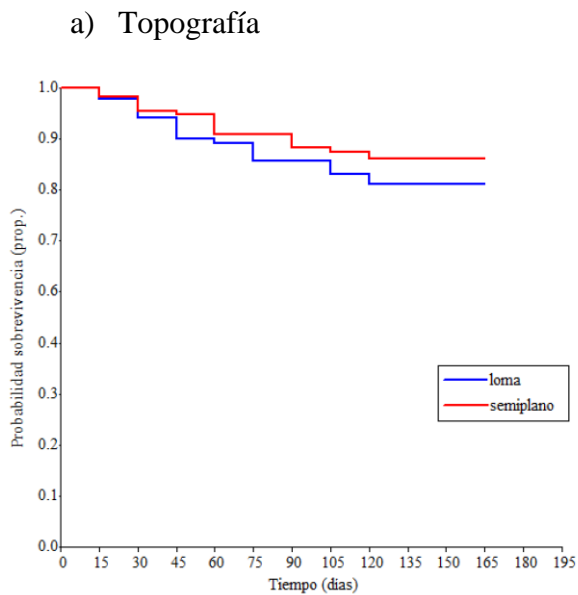 a) Topografía
1.0
0.9
0.8
0.7
0.6
0.4
0.3
0.2
0.1
0.0
Probabilidad sobrevivencia (prop.)
loma
semiplano
0 15 30 45 60 75 90 105 120 135 150 165 180 195
Tiempo (dias)